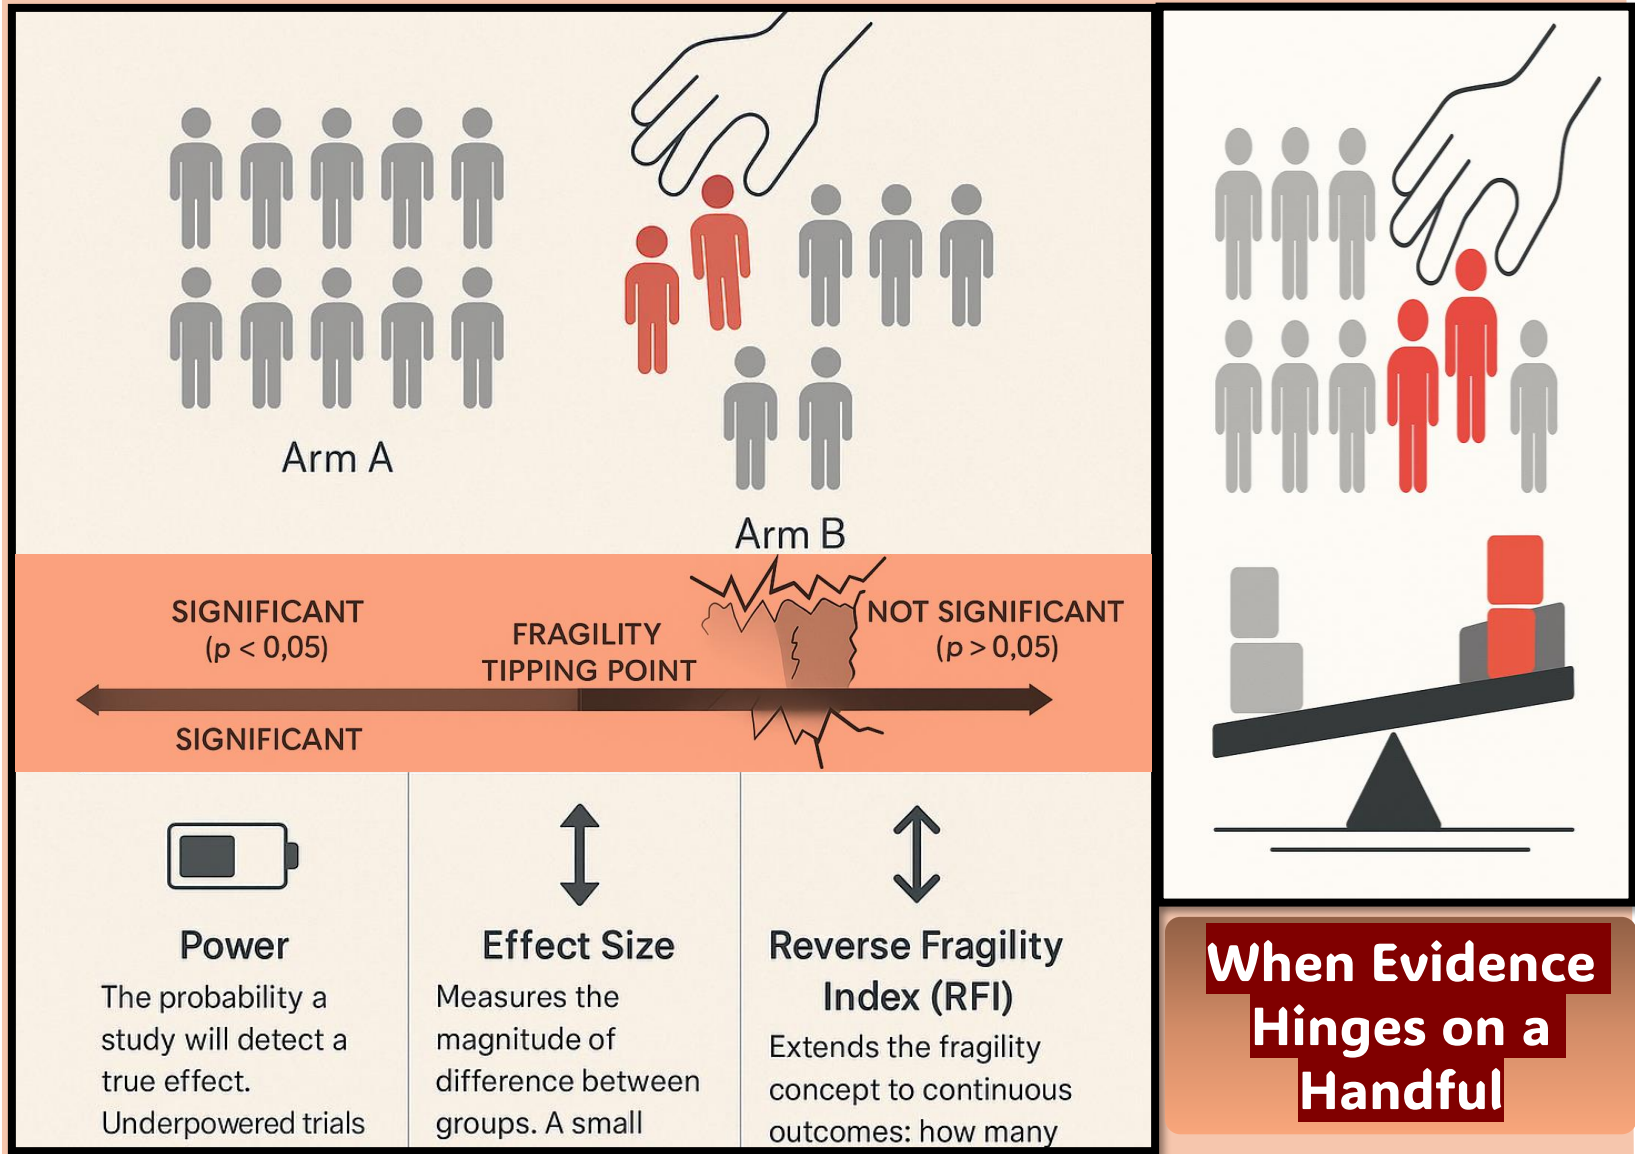 Arm A
Arm B
SIGNIFICANT
(p < 0,05)
FRAGILITY
TIPPING POINT
NOT SIGNIFICANT
(p > 0,05)
SIGNIFICANT
Power
The probability a
study will detect a
true effect.
Underpowered trials
Effect Size
Measures the
magnitude of
difference between
groups. A small
Reverse Fragility
Index (RFI)
Extends the fragility
concept to continuous
outcomes: how many
When Evidence
Hinges on a
Handful